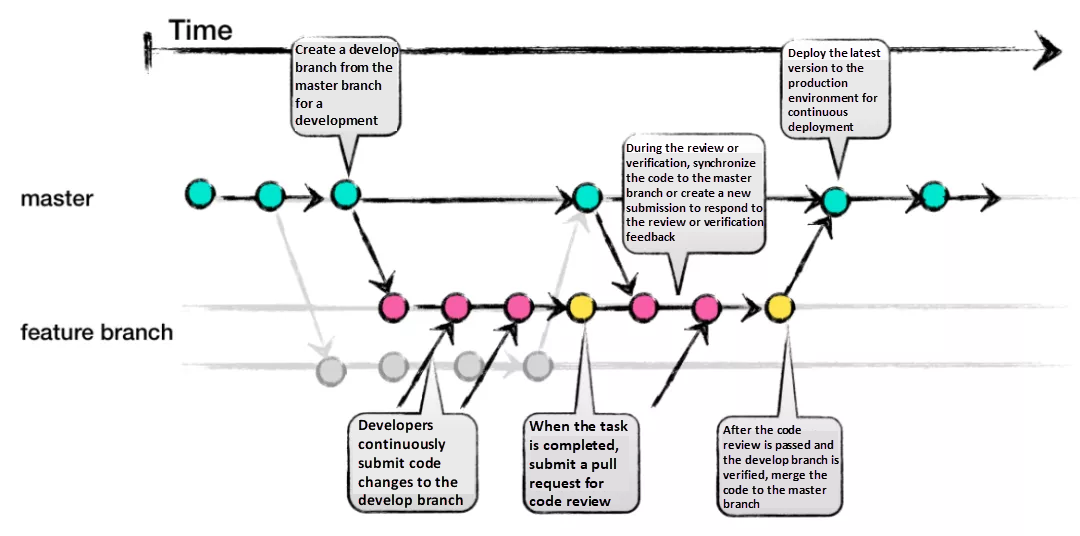 Time
Create a develop
branch from the
master branch
for a
development
Deploy the latest
version to the
production
environment for
continuous
deployment
During the review or
verification, synchronize
the code to the master
branch or create a new
submission to respond to
the review or verification
feedback
master
feature branch
Developers
continuously
submit code
changes to the
develop branch
When the task
is completed,
submit a pull
request for
code review
After the code
review is passed and
the develop branch is
verified, merge the
code to the master
branch